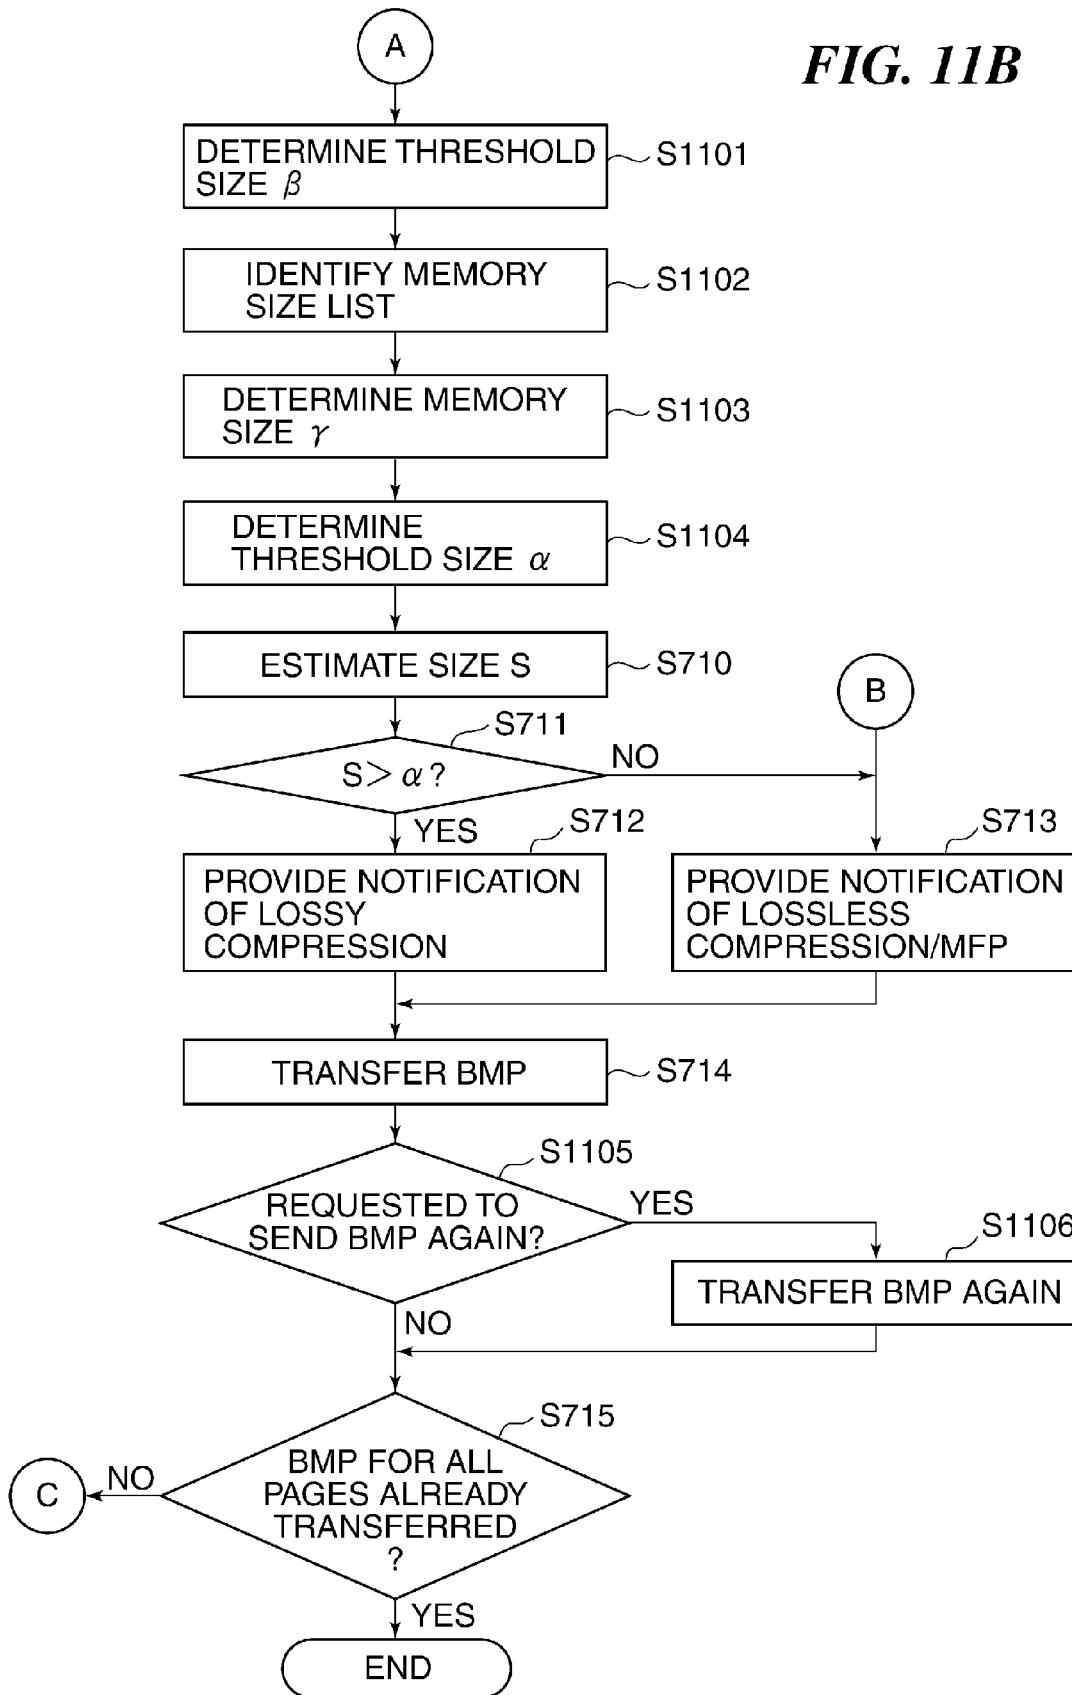 A
FIG. 11B
DETERMINE THRESHOLD
SIZE β
S1101
IDENTIFY MEMORY
SIZE LIST
S1102
DETERMINE MEMORY
SIZE γ
S1103
DETERMINE
THRESHOLD SIZE α
S1104
ESTIMATE SIZE S
S710
B
S711
S> α ?
NO
YES
S712
S713
PROVIDE NOTIFICATION
OF LOSSY
COMPRESSION
PROVIDE NOTIFICATION
OF LOSSLESS
COMPRESSION/MFP
TRANSFER BMP
S714
S1105
REQUESTED TO
SEND BMP AGAIN?
YES
S1106
TRANSFER BMP AGAIN
NO
S715
BMP FOR ALL
PAGES ALREADY
TRANSFERRED
?
NO
C
YES
END